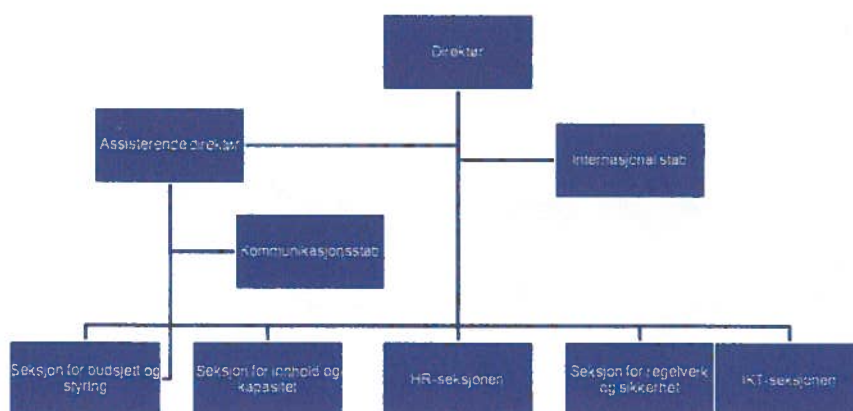 Direktør
Assisterende direktør
Internasjonal stab
Kommunikasjonsstab
Seksjon for budsjett og
styring
Seksjon for innhold og
kapasitet
HR-seksjonen
Seksjon for regelverk
og sikkerhet
IKT-seksjonen